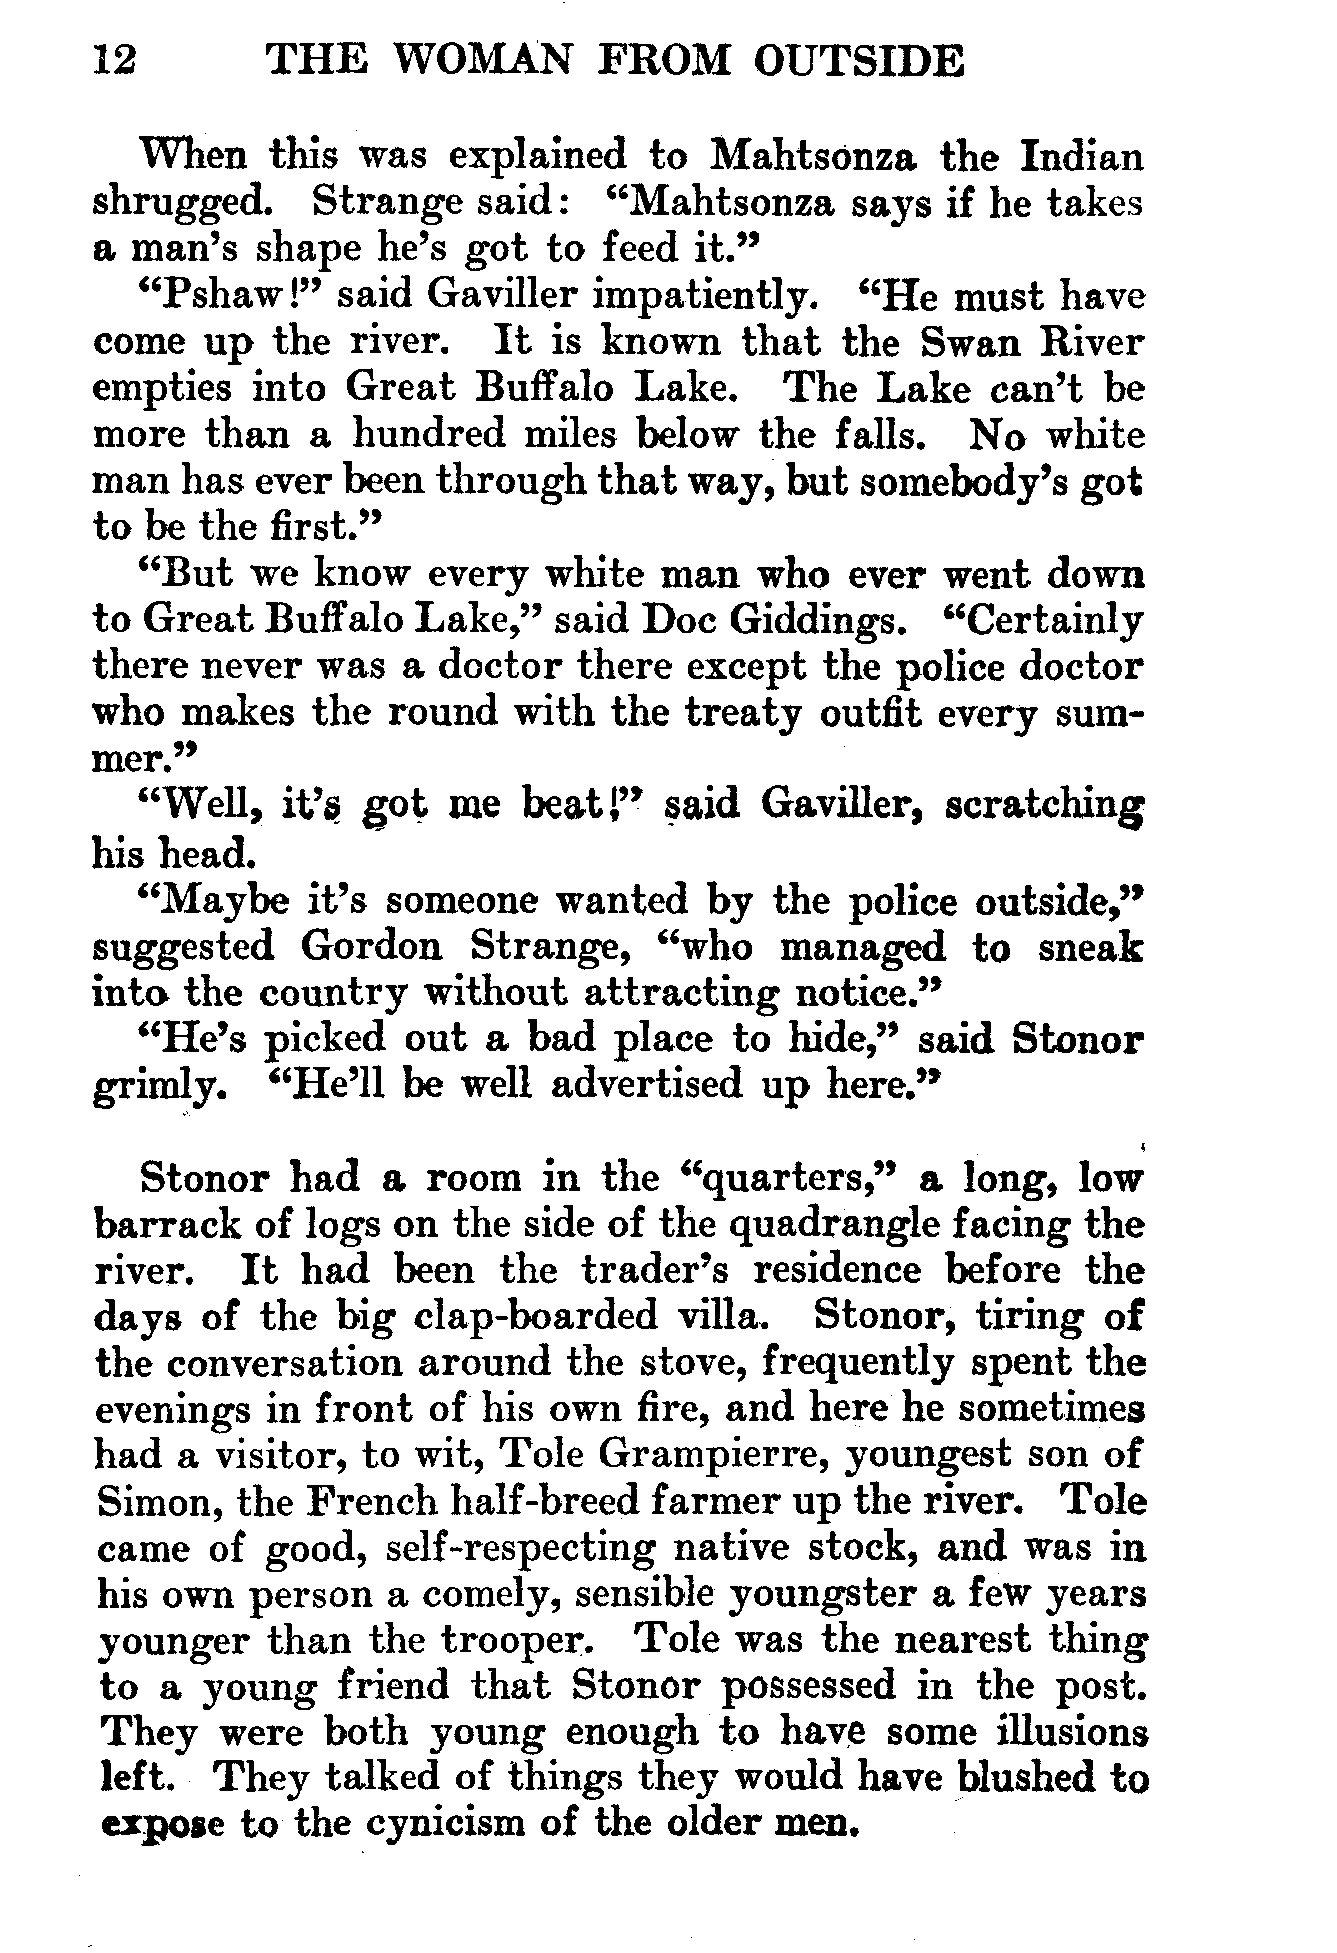 12 THE WOMAN FROM OUTSIDE
When this was explained to Mahtsonza the Indian
shrugged. Strange said: “Mahtsonza says if he takes
a man’s shape he’s got to feed it.”
“Pshaw!” said Gaviller impatiently. “He must have
come up the river. It is known that the Swan River
empties into Great Buffalo Lake. The Lake can’t be
more than a hundred miles below the falls. No white
man has ever been through that way, but somebody’s got
to be the first.”
“But we know every white man who ever went down
to Great Buffalo Lake,” said Doc Giddings. “Certainly
there never was a doctor there except the police doctor
who makes the round with the treaty outfit every sum-
mer.”
“Well, it’s got me beat!” said Gaviller, scratching
his head.
“Maybe it’s someone wanted by the police outside,”
suggested Gordon Strange, “who managed to sneak
into the country without attracting notice.”
“He’s picked out a bad place to hide,” said Stonor
grimly. “He’ll be well advertised up here.”
Stonor had a room in the “quarters,” a long, low
barrack of logs on the side of the quadrangle facing the
river. It had been the trader’s residence before the
days of the big clap-boarded villa. Stonor, tiring of
the conversation around the stove, frequently spent the
evenings in front of his own fire, and here he sometimes
had a visitor, to wit, Tole Grampierre, youngest son of
Simon, the French half-breed farmer up the river. Tole
came of good, self-respecting native stock, and was in
his own person a comely, sensible youngster a few years
younger than the trooper. Tole was the nearest thing
to a young friend that Stonor possessed in the post.
They were both young enough to have some illusions
left. They talked of things they would have blushed to
expose to the cynicism of the older men.